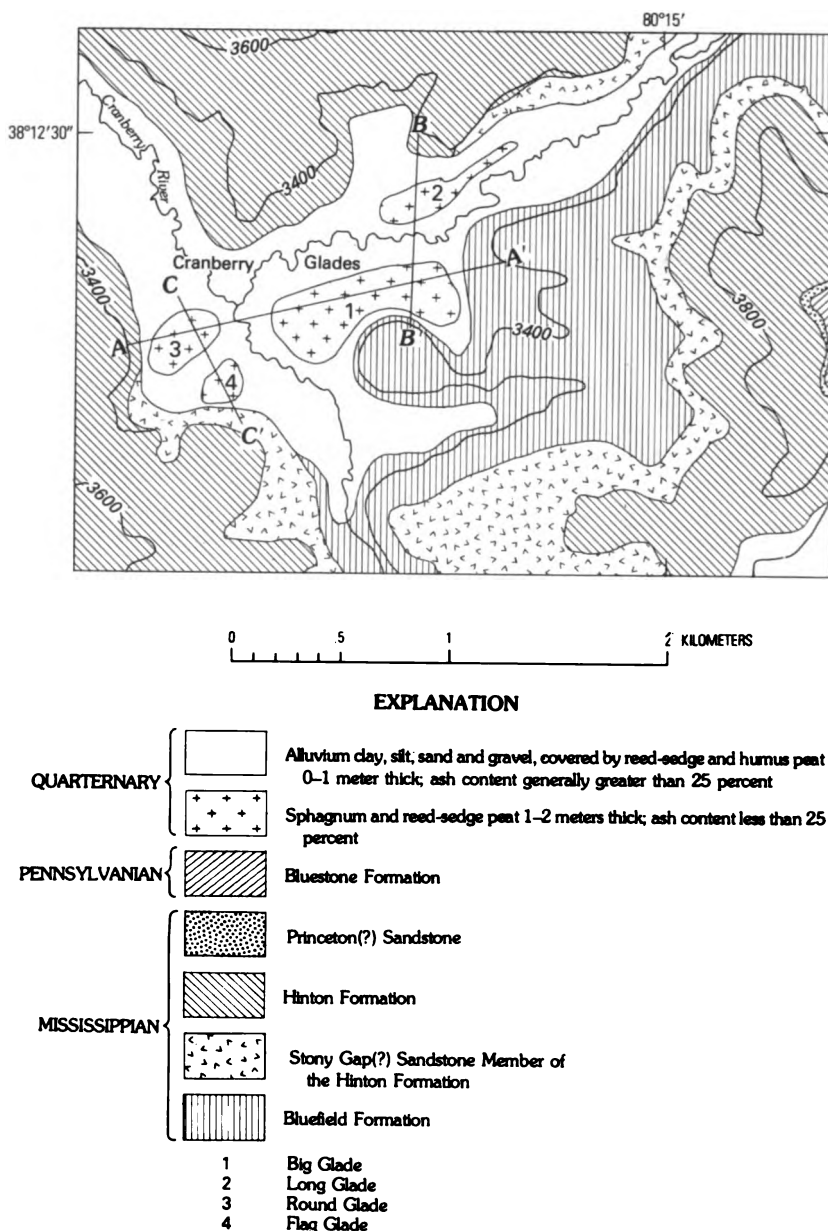 80°15′
3600
38°12′30″
Cranberry
River
B
3400
2
Cranberry Glades
A′
C
3400
1
3800
A
3
B′
3400
4
C′
3600
0 .5 1 2 KILOMETERS
EXPLANATION
QUARTERNARY
Alluvium clay, silt, sand and gravel, covered by reed-sedge and humus peat
0–1 meter thick; ash content generally greater than 25 percent
Sphagnum and reed-sedge peat 1–2 meters thick; ash content less than 25
percent
PENNSYLVANIAN
Bluestone Formation
MISSISSIPPIAN
Princeton(?) Sandstone
Hinton Formation
Stony Gap(?) Sandstone Member of
the Hinton Formation
Bluefield Formation
1 Big Glade
2 Long Glade
3 Round Glade
4 Flag Glade